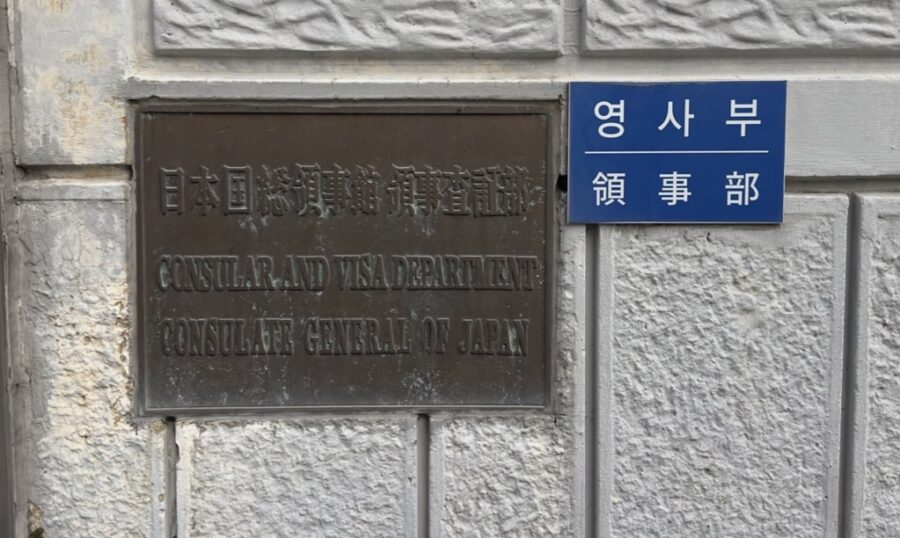 日本国総領事館 領事査証部
CONSULAR AND VISA DEPARTMENT
CONSULATE GENERAL OF JAPAN
영사부
領事部